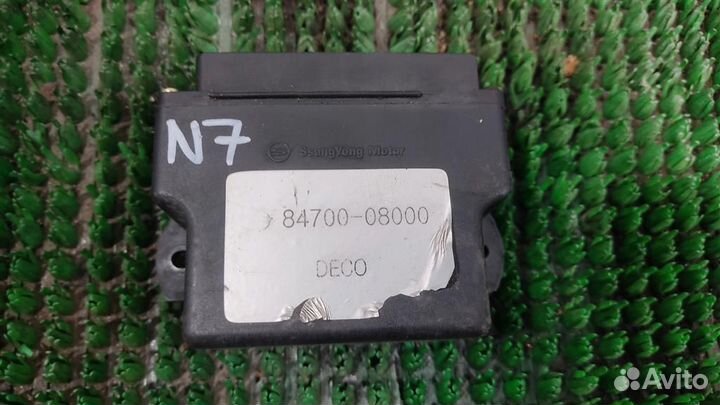 N7
SsangYong Motor
84700-08000
DECO
Avito